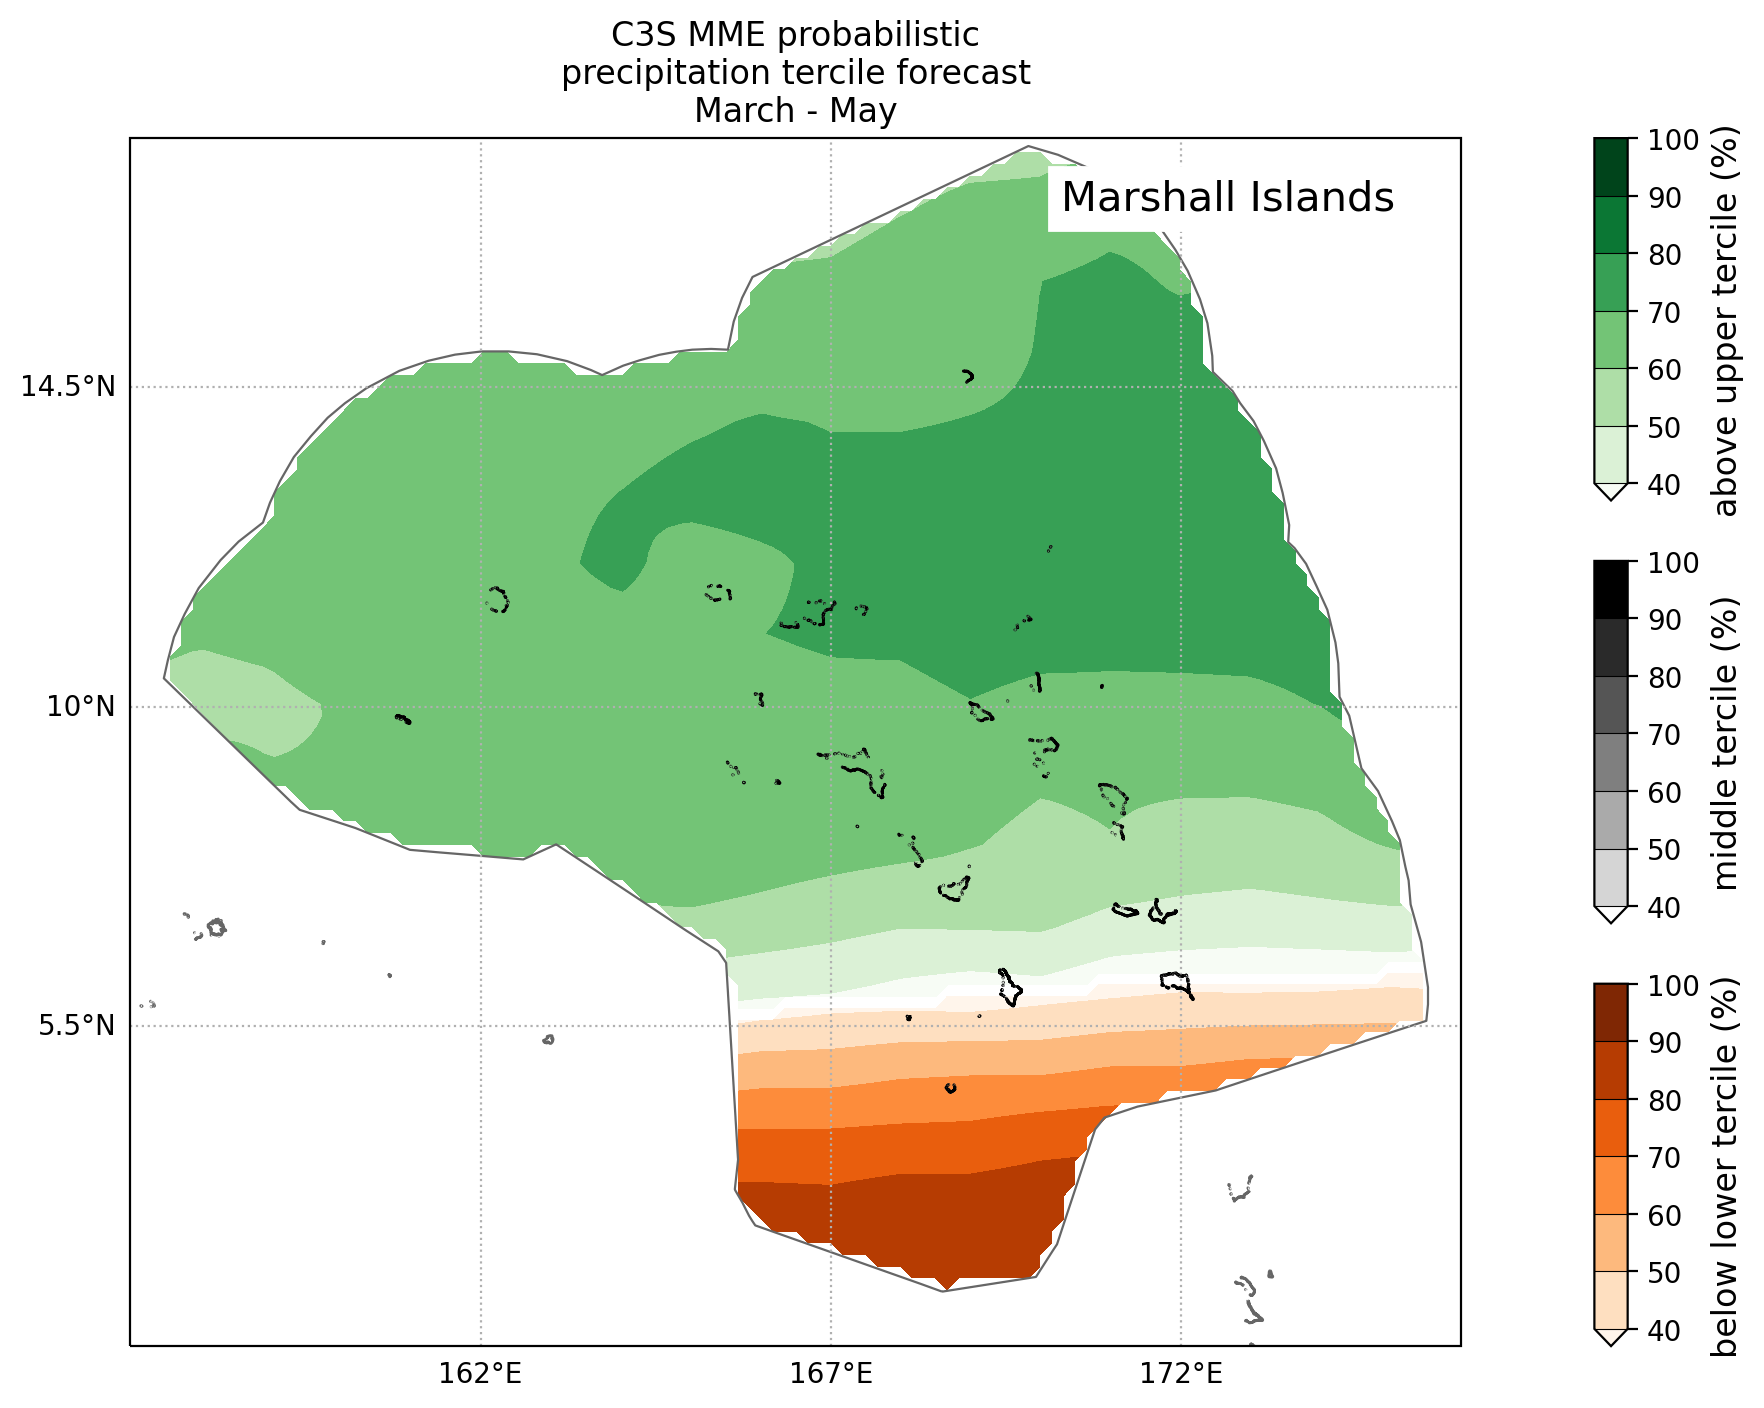 C3S MME probabilistic
precipitation tercile forecast
March - May
Marshall Islands
14.5°N
10°N
5.5°N
162°E
167°E
172°E
100
90
80
70
60
50
40
above upper tercile (%)
100
90
80
70
60
50
40
middle tercile (%)
100
90
80
70
60
50
40
below lower tercile (%)